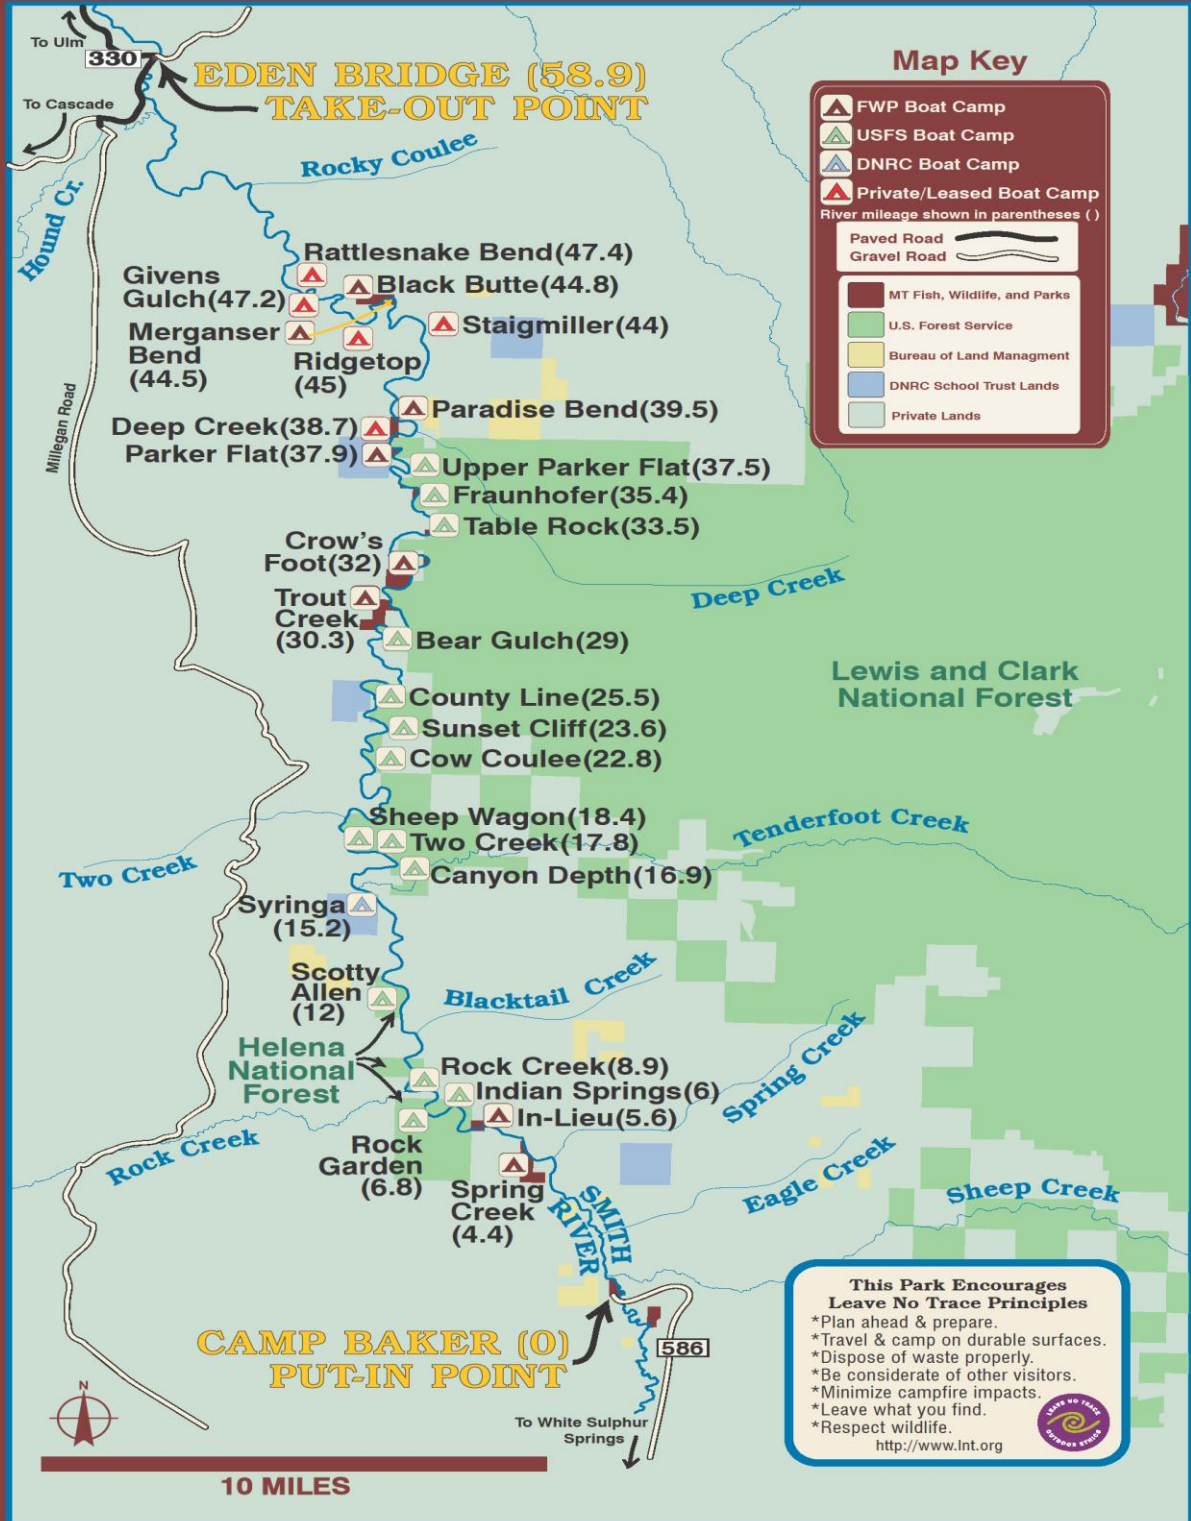 To Ulm
330
EDEN BRIDGE (58.9)
TAKE-OUT POINT
To Cascade
Hound Cr.
Rocky Coulee
Map Key
FWP Boat Camp
USFS Boat Camp
DNRC Boat Camp
Private/Leased Boat Camp
River mileage shown in parentheses ( )
Paved Road
Gravel Road
MT Fish, Wildlife, and Parks
U.S. Forest Service
Bureau of Land Managment
DNRC School Trust Lands
Private Lands
Rattlesnake Bend(47.4)
Givens
Gulch(47.2)
Black Butte(44.8)
Merganser
Bend
(44.5)
Staigmiller(44)
Ridgetop
(45)
Millegan Road
Paradise Bend(39.5)
Deep Creek(38.7)
Parker Flat(37.9)
Upper Parker Flat(37.5)
Fraunhofer(35.4)
Table Rock(33.5)
Crow's
Foot(32)
Deep Creek
Trout
Creek
(30.3)
Bear Gulch(29)
Lewis and Clark
National Forest
County Line(25.5)
Sunset Cliff(23.6)
Cow Coulee(22.8)
Sheep Wagon(18.4)
Two Creek(17.8)
Tenderfoot Creek
Two Creek
Canyon Depth(16.9)
Syringa
(15.2)
Scotty
Allen
(12)
Blacktail Creek
Helena
National
Forest
Rock Creek(8.9)
Indian Springs(6)
In-Lieu(5.6)
Spring Creek
Rock Creek
Rock
Garden
(6.8)
Spring
Creek
(4.4)
Eagle Creek
Sheep Creek
SMITH
RIVER
CAMP BAKER (0)
PUT-IN POINT
586
To White Sulphur
Springs
N
10 MILES
This Park Encourages
Leave No Trace Principles
*Plan ahead & prepare.
*Travel & camp on durable surfaces.
*Dispose of waste properly.
*Be considerate of other visitors.
*Minimize campfire impacts.
*Leave what you find.
*Respect wildlife.
http://www.lnt.org
LEAVE NO TRACE
OUTDOOR ETHICS